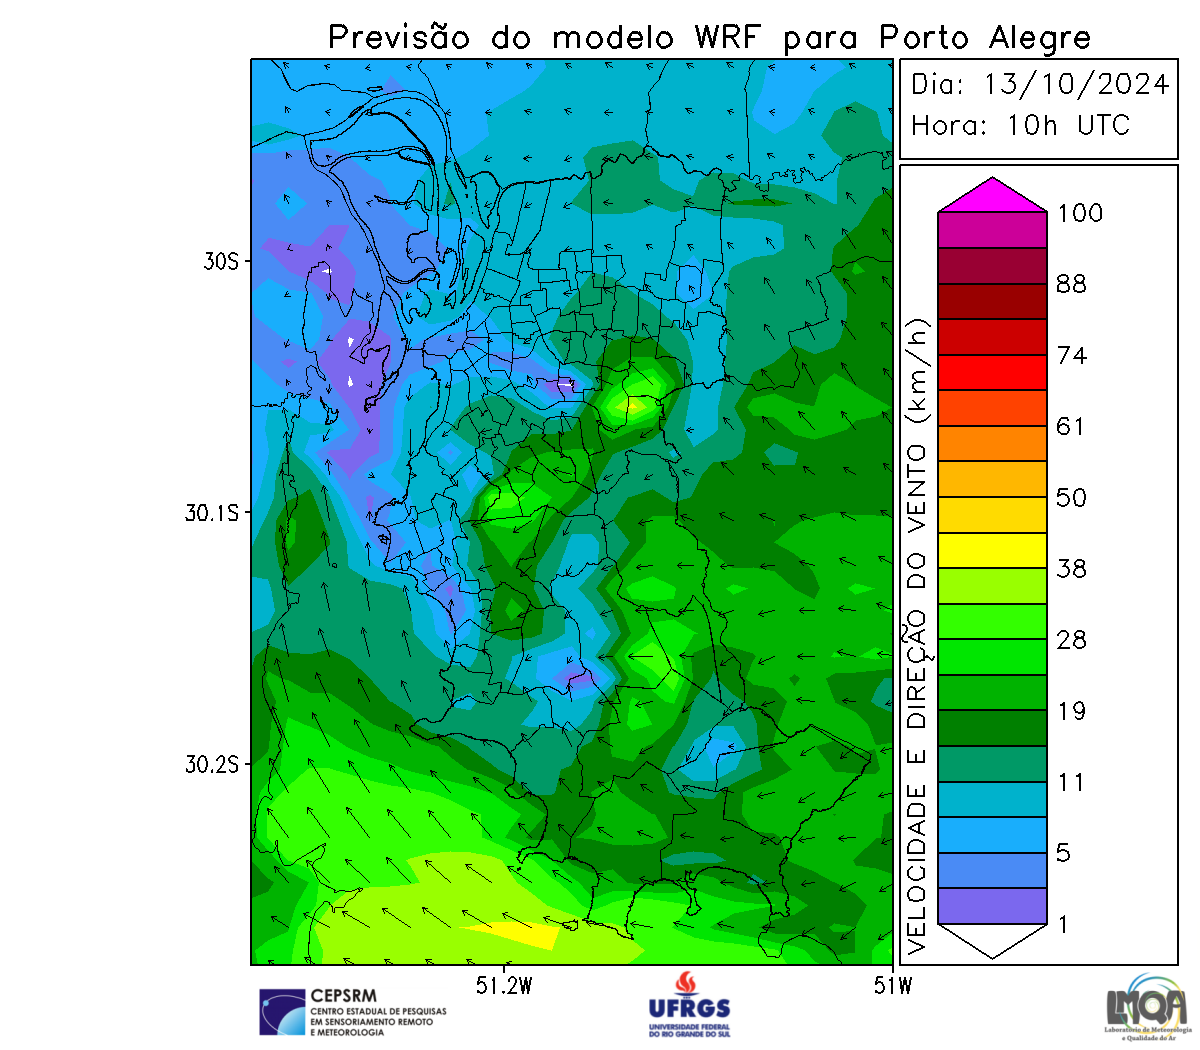 Previsão do modelo WRF para Porto Alegre
Dia: 13/10/2024
Hora: 10h UTC
VELOCIDADE E DIREÇÃO DO VENTO (km/h)
100
88
74
61
50
38
28
19
11
5
1
30S
30.1S
30.2S
51.2W
51W
CEPSRM
CENTRO ESTADUAL DE PESQUISAS
EM SENSORIAMENTO REMOTO
E METEOROLOGIA
UFRGS
UNIVERSIDADE FEDERAL
DO RIO GRANDE DO SUL
LMQA
Laboratório de Meteorologia
e Qualidade do Ar